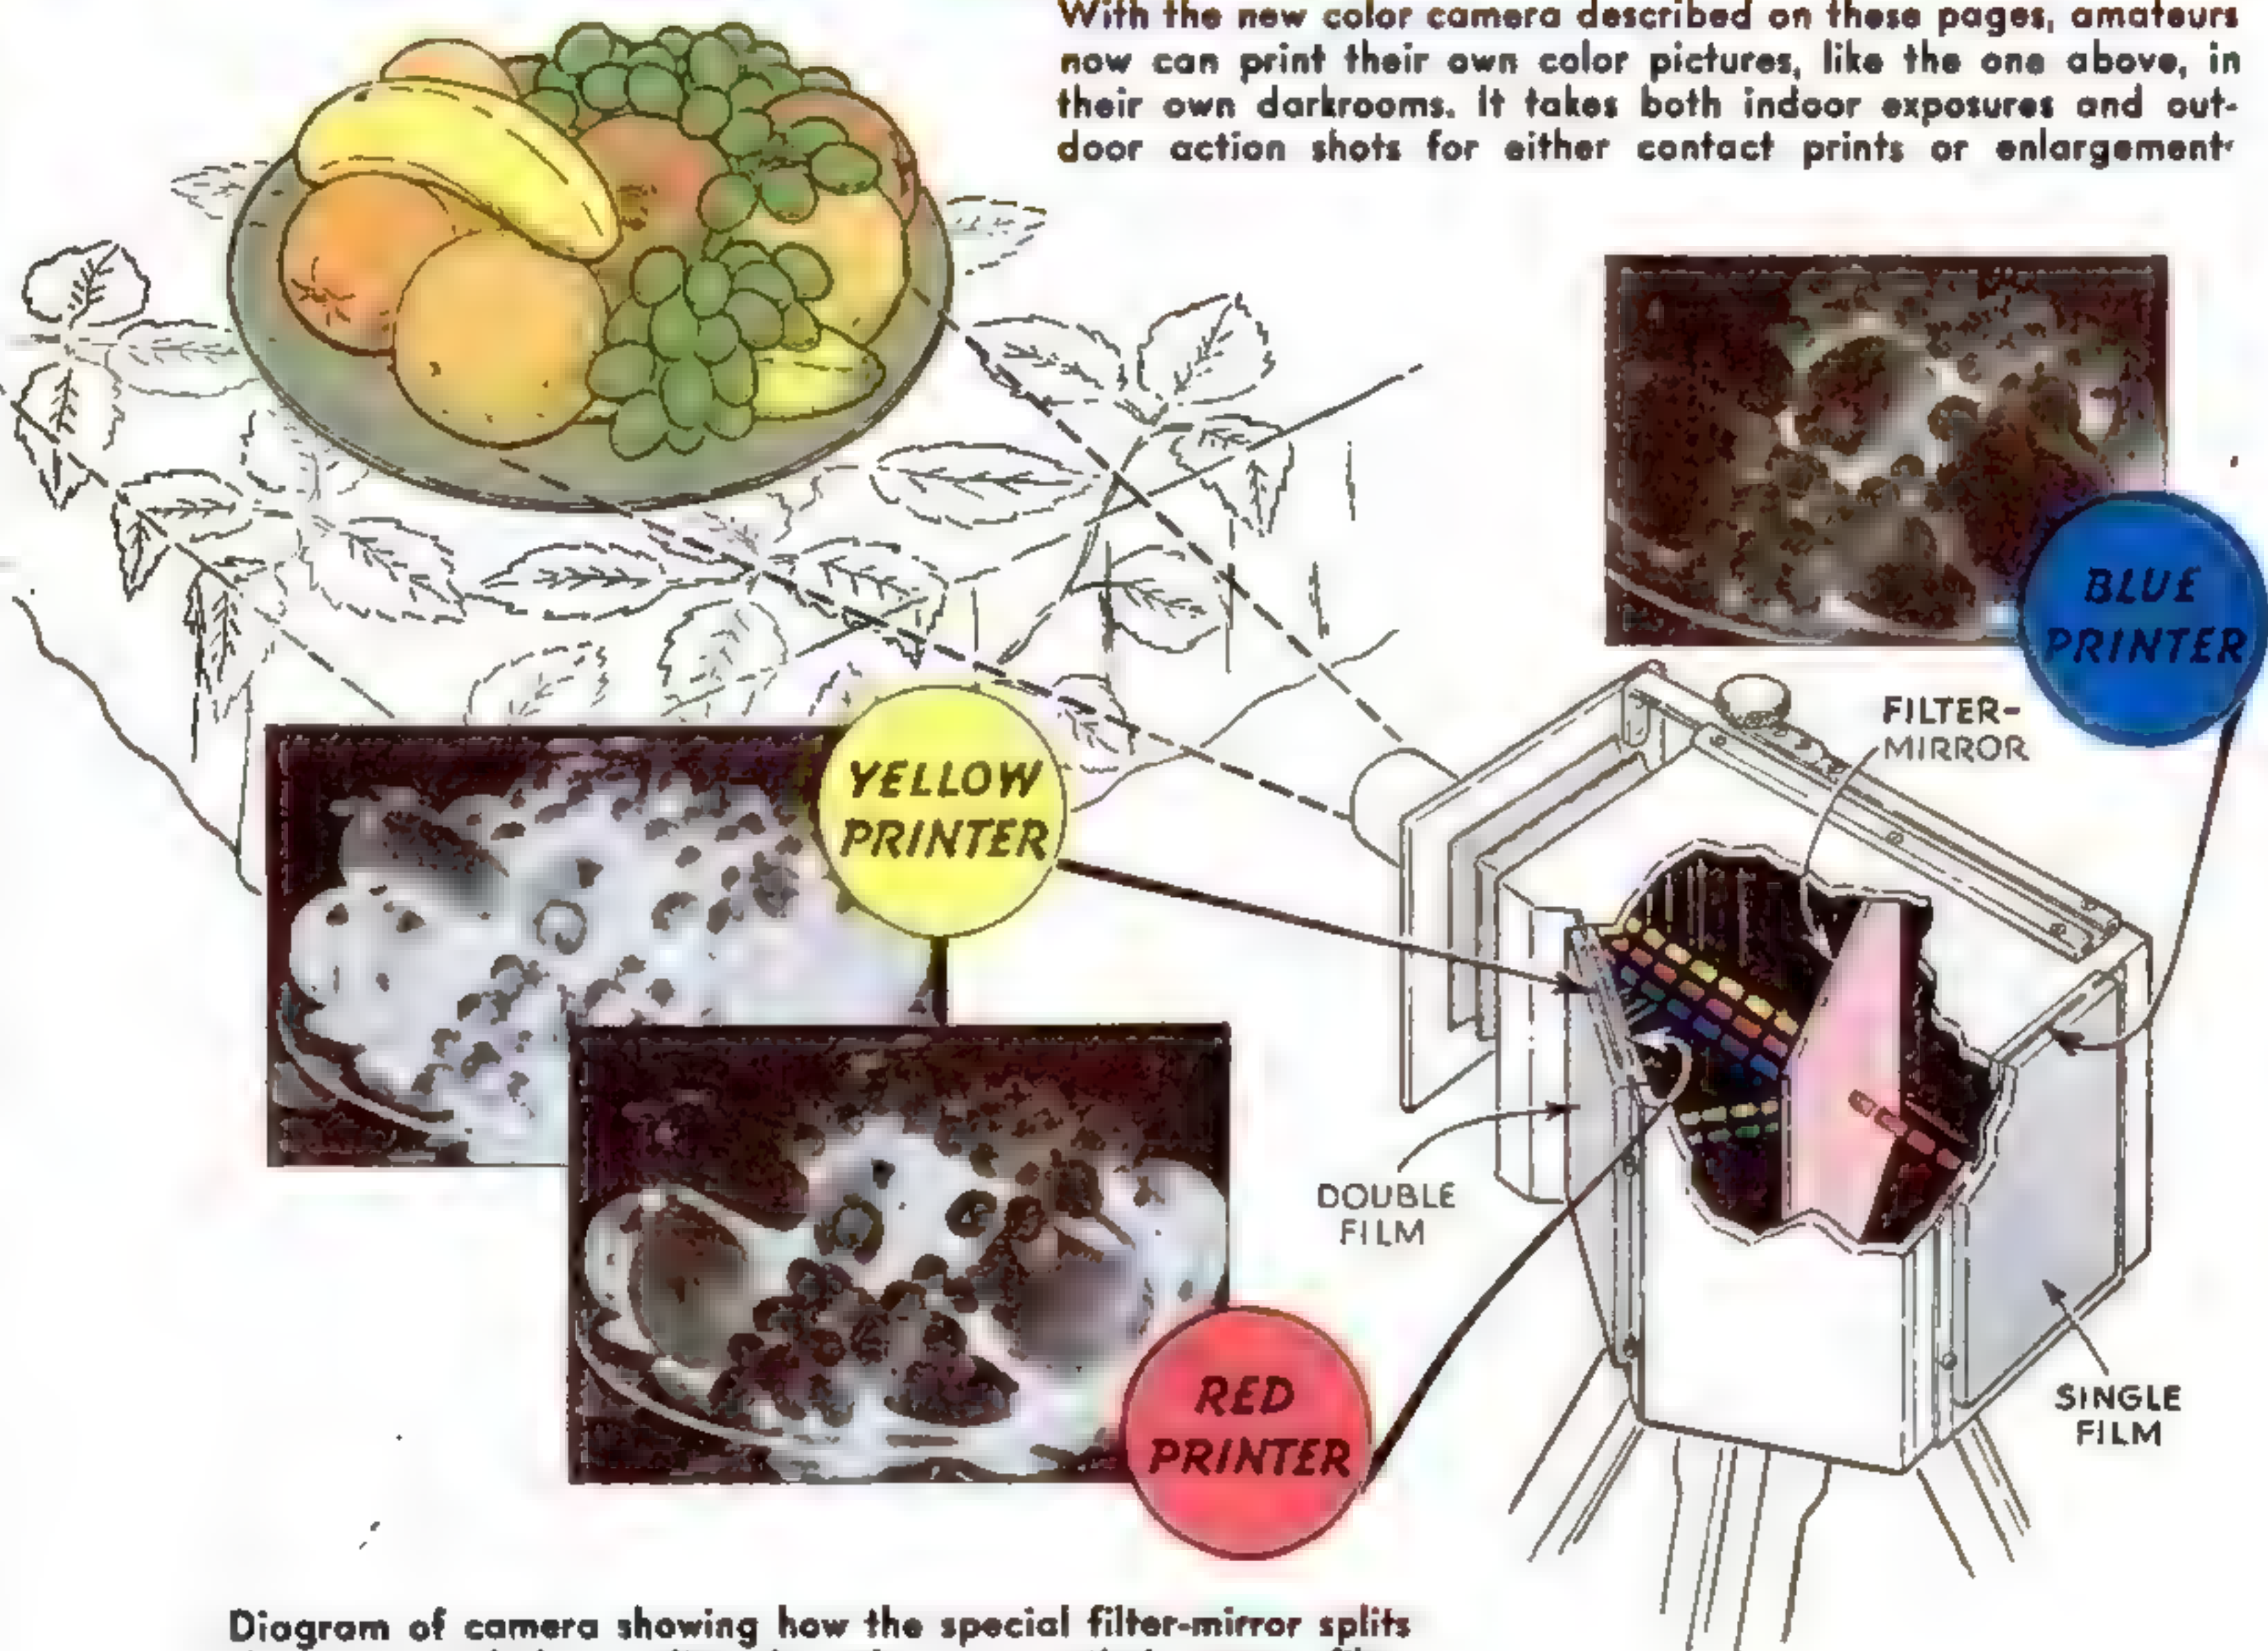 With the new color camera described on these pages, amateurs
now can print their own color pictures, like the one above, in
their own darkrooms. It takes both indoor exposures and out-
door action shots for either contact prints or enlargement
BLUE
PRINTER
FILTER-
MIRROR
YELLOW
PRINTER
DOUBLE
FILM
RED
PRINTER
SINGLE
FILM
Diagram of camera showing how the special filter-mirror splits